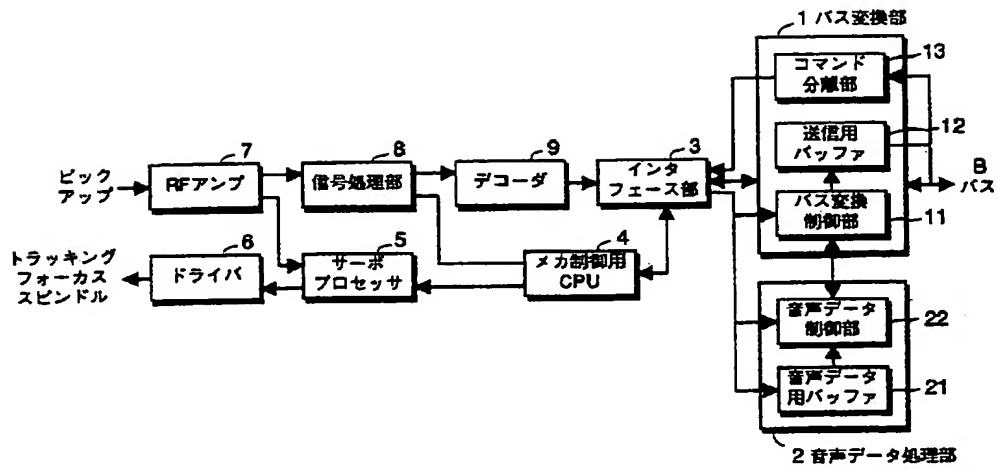 1 バス変換部
13
コマンド
分離部
12
送信用
バッファ
B
バス
バス変換
制御部
11
7
8
9
3
ピック
アップ
RFアンプ
信号処理部
デコーダ
インタ
フェース部
6
5
4
トラッキング
フォーカス
スピンドル
ドライバ
サーボ
プロセッサ
メカ制御用
CPU
音声データ
制御部
22
音声データ
用バッファ
21
2 音声データ処理部